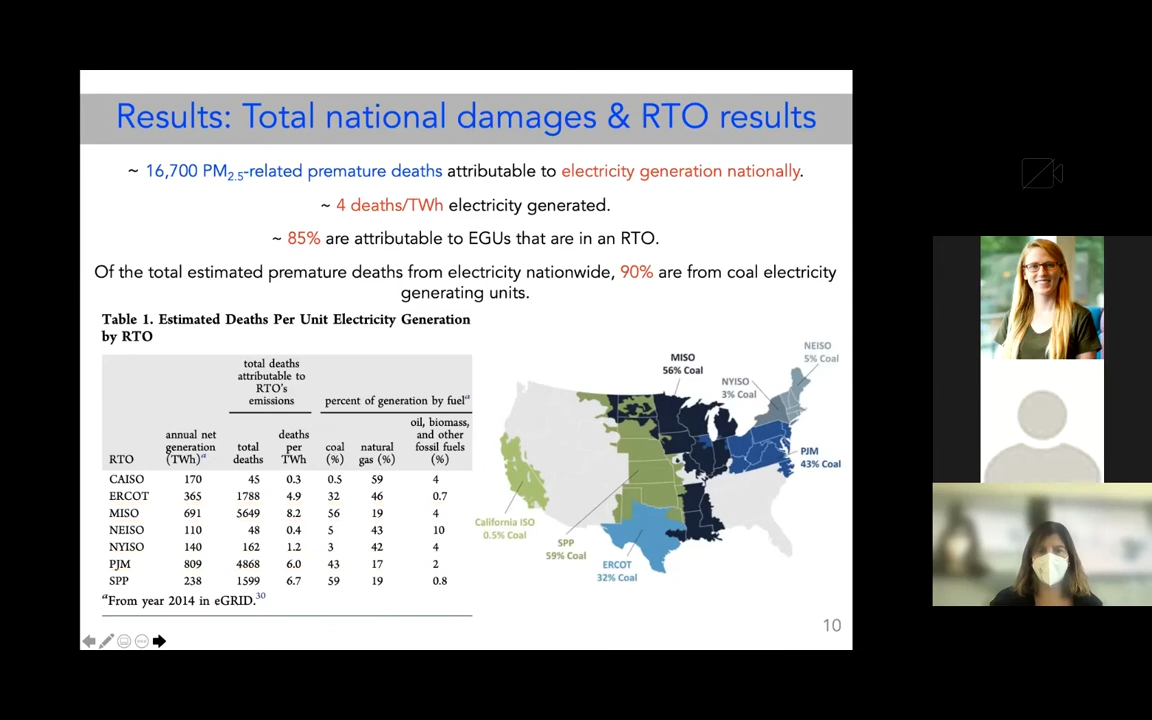 Results: Total national damages & RTO results
~ 16,700 PM2.5-related premature deaths attributable to electricity generation nationally.
~ 4 deaths/TWh electricity generated.
~ 85% are attributable to EGUs that are in an RTO.
Of the total estimated premature deaths from electricity nationwide, 90% are from coal electricity
generating units.
Table 1. Estimated Deaths Per Unit Electricity Generation
by RTO
total deaths
attributable to
RTO's
emissions
percent of generation by fuel^a
RTO
annual net
generation
(TWh)^a
total
deaths
deaths
per
TWh
coal
(%)
natural
gas (%)
oil, biomass,
and other
fossil fuels
(%)
CAISO 170 45 0.3 0.5 59 4
ERCOT 365 1788 4.9 32 46 0.7
MISO 691 5649 8.2 56 19 4
NEISO 110 48 0.4 5 43 10
NYISO 140 162 1.2 3 42 4
PJM 809 4868 6.0 43 17 2
SPP 238 1599 6.7 59 19 0.8
^aFrom year 2014 in eGRID.^30
NEISO
5% Coal
MISO
56% Coal
NYISO
3% Coal
PJM
43% Coal
California ISO
0.5% Coal
SPP
59% Coal
ERCOT
32% Coal
10